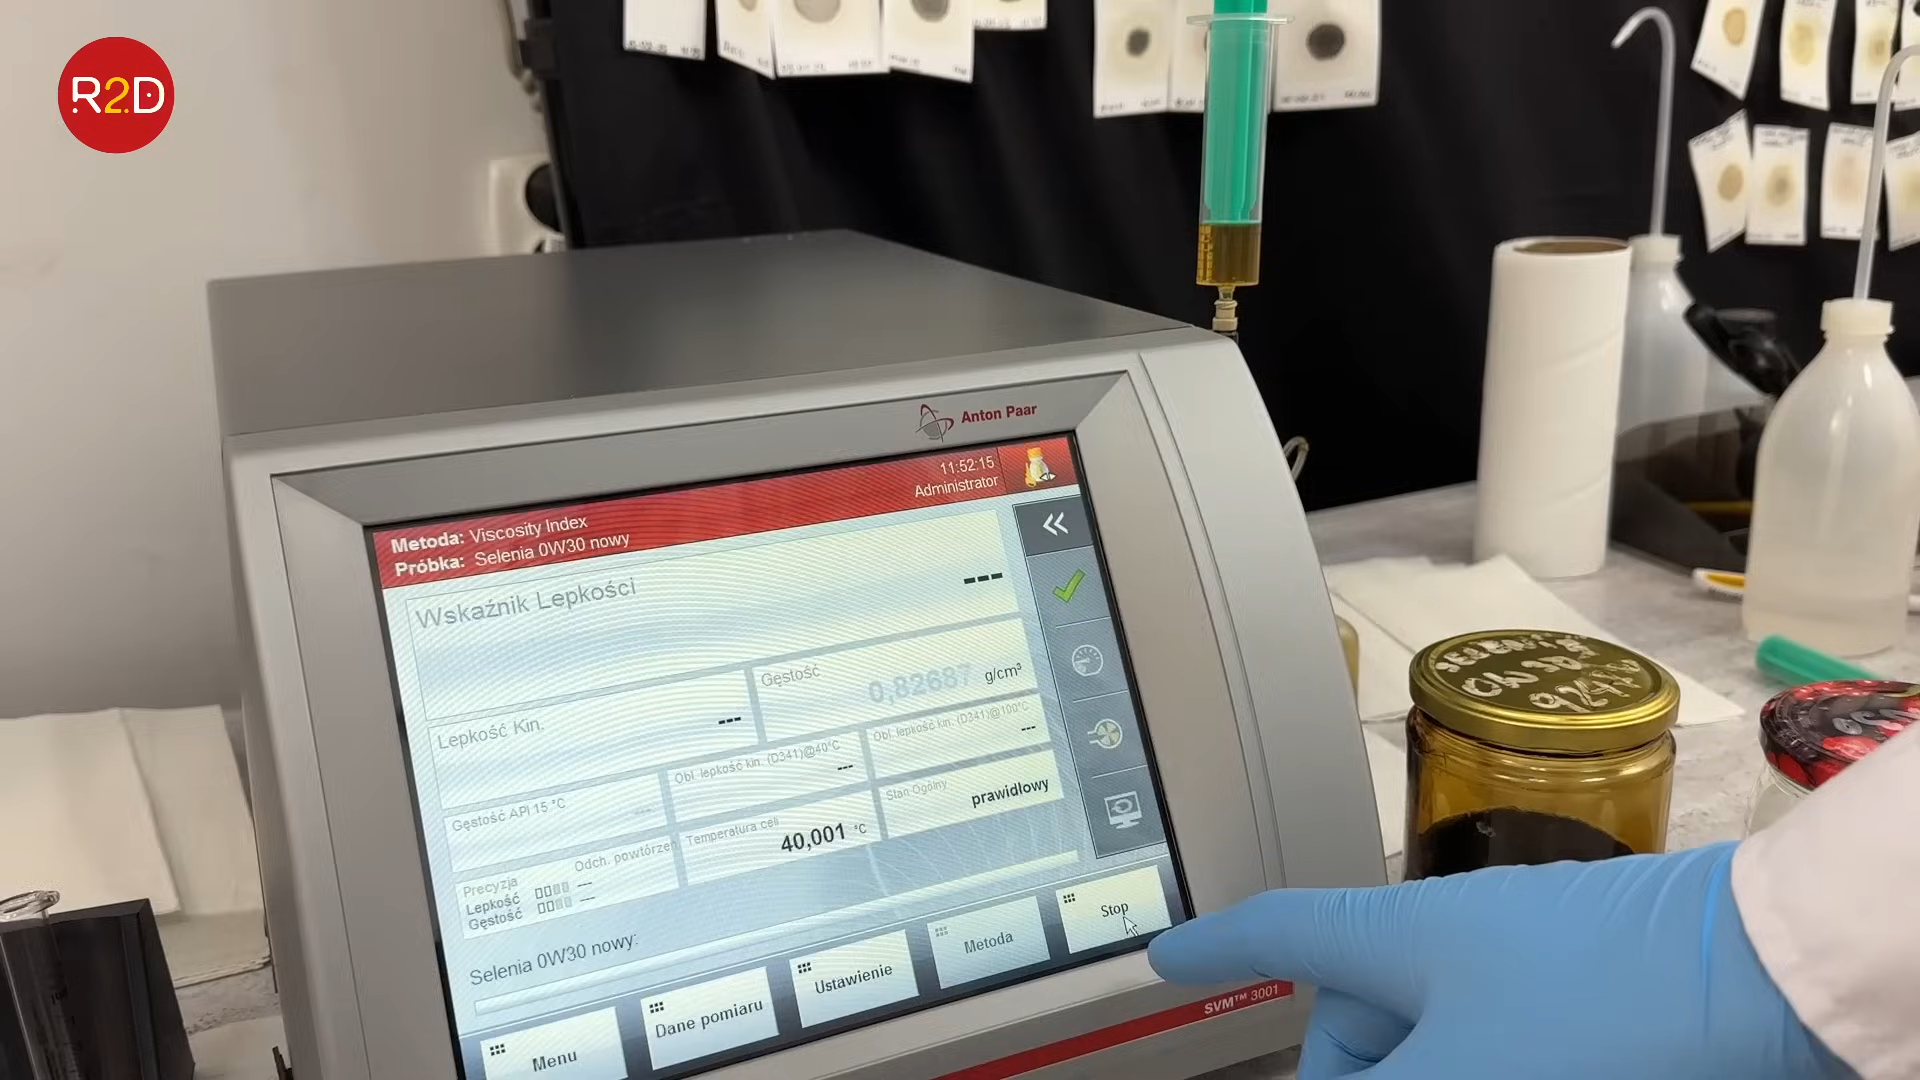 R2D
Anton Paar
11:52:15
Administrator
Metoda: Viscosity Index
Próbka: Selenia 0W30 nowy
Wskaźnik Lepkości
---
Lepkość Kin.
---
Gęstość
0,82687 g/cm³
Gęstość API 15 °C
---
Obl. lepkość kin. (D341)@40°C
---
Obl. lepkość kin. (D341)@100°C
---
Precyzja
Odch. powtórzeń
Lepkość
---
Gęstość
---
Temperatura celi
40,001 °C
Stan Ogólny
prawidłowy
Selenia 0W30 nowy:
Menu
Dane pomiaru
Ustawienie
Metoda
Stop
SVM™ 3001
0W30